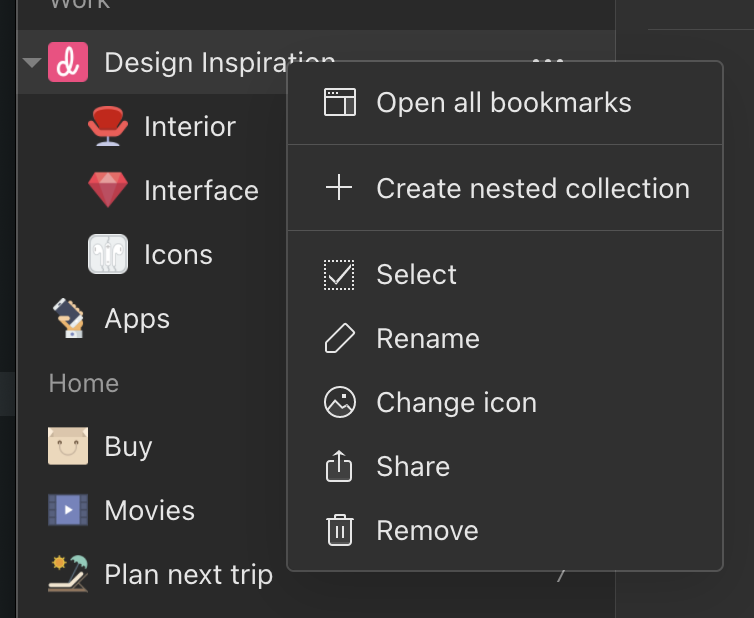 Work
Design Inspiration
Interior
Interface
Icons
Apps
Home
Buy
Movies
Plan next trip
7
Open all bookmarks
Create nested collection
Select
Rename
Change icon
Share
Remove